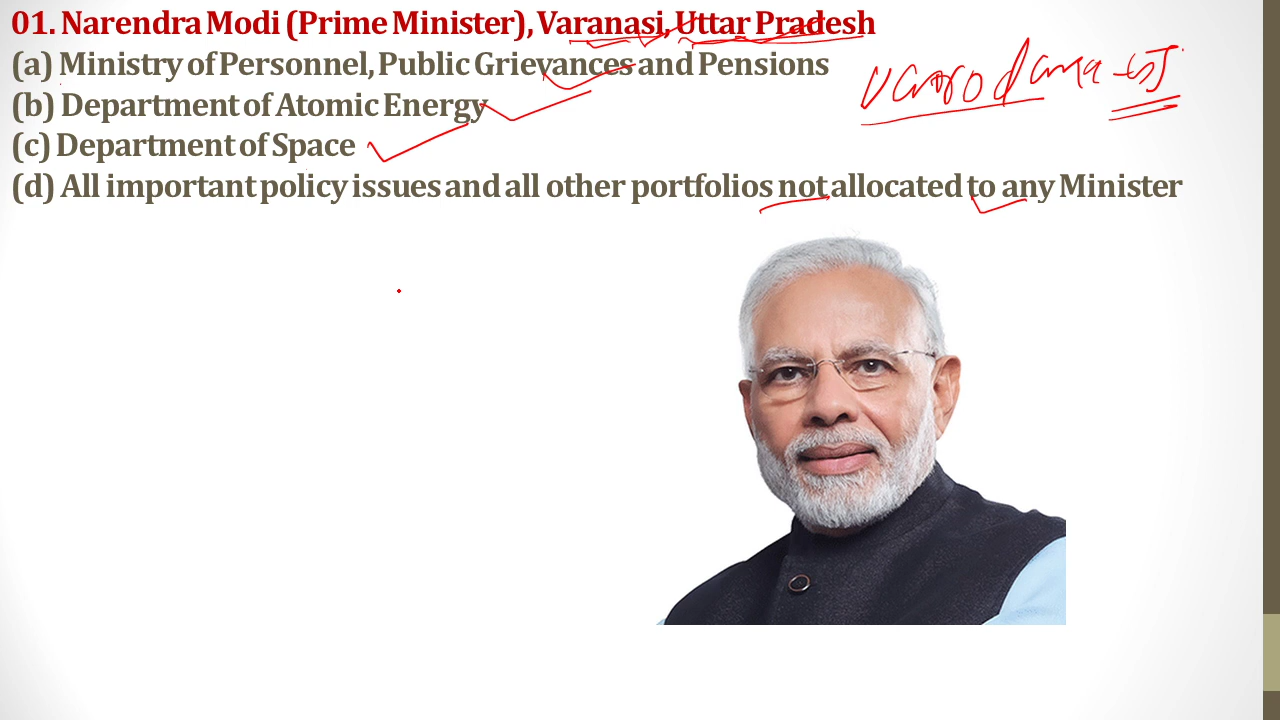 01. Narendra Modi (Prime Minister), Varanasi, Uttar Pradesh
(a) Ministry of Personnel, Public Grievances and Pensions
(b) Department of Atomic Energy
(c) Department of Space
(d) All important policy issues and all other portfolios not allocated to any Minister